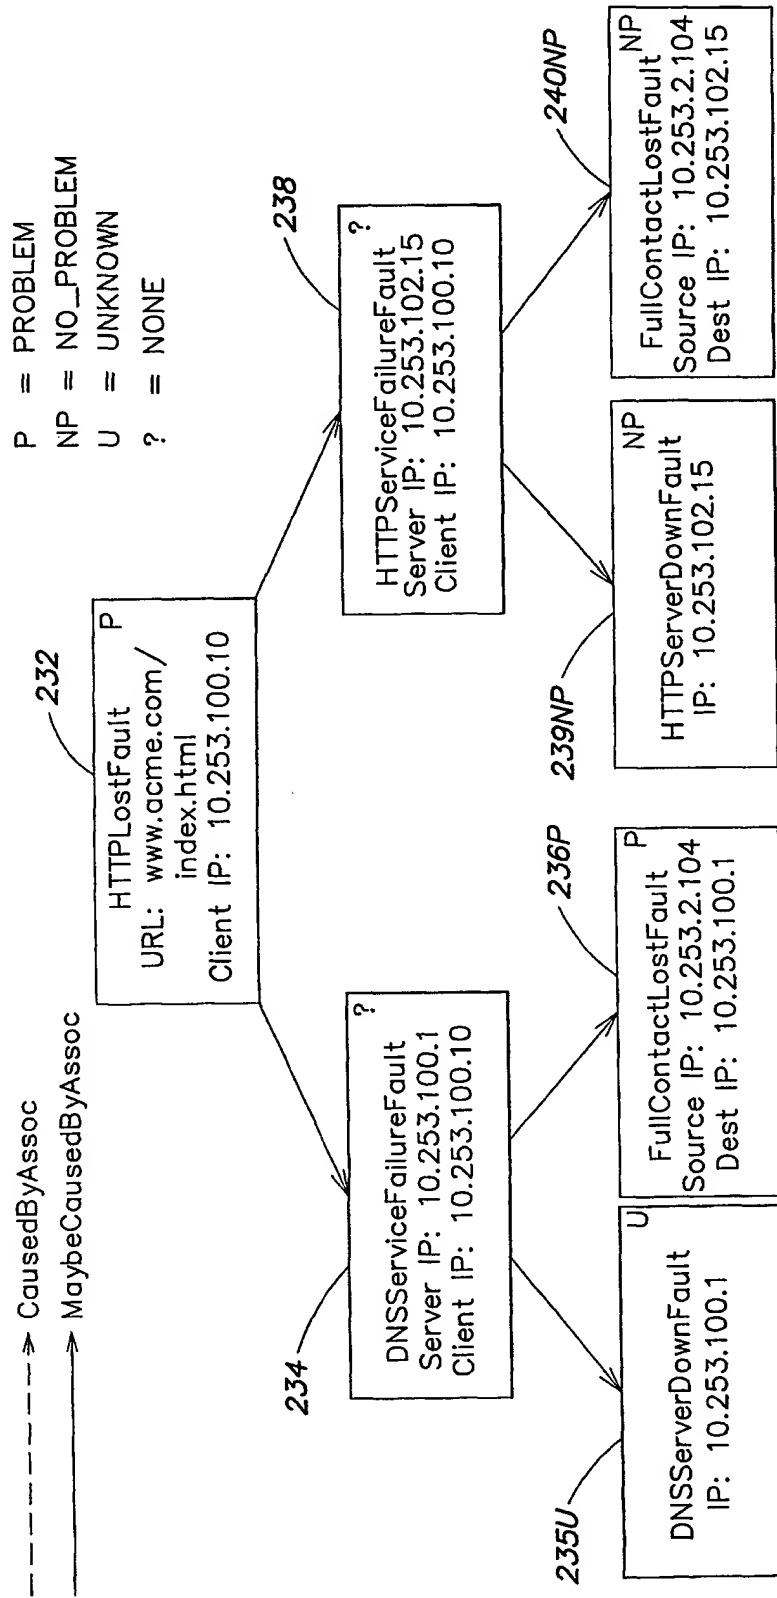 CausedByAssoc
MaybeCausedByAssoc
P = PROBLEM
NP = NO_PROBLEM
U = UNKNOWN
? = NONE
232
HTTPLostFault
P
URL: www.acme.com/
index.html
Client IP: 10.253.100.10
234
DNSServiceFailureFault
?
Server IP: 10.253.100.1
Client IP: 10.253.100.10
238
HTTPServiceFailureFault
?
Server IP: 10.253.102.15
Client IP: 10.253.100.10
235U
DNSServerDownFault
U
IP: 10.253.100.1
236P
FullContactLostFault
P
Source IP: 10.253.2.104
Dest IP: 10.253.100.1
239NP
HTTPServerDownFault
NP
IP: 10.253.102.15
240NP
FullContactLostFault
NP
Source IP: 10.253.2.104
Dest IP: 10.253.102.15